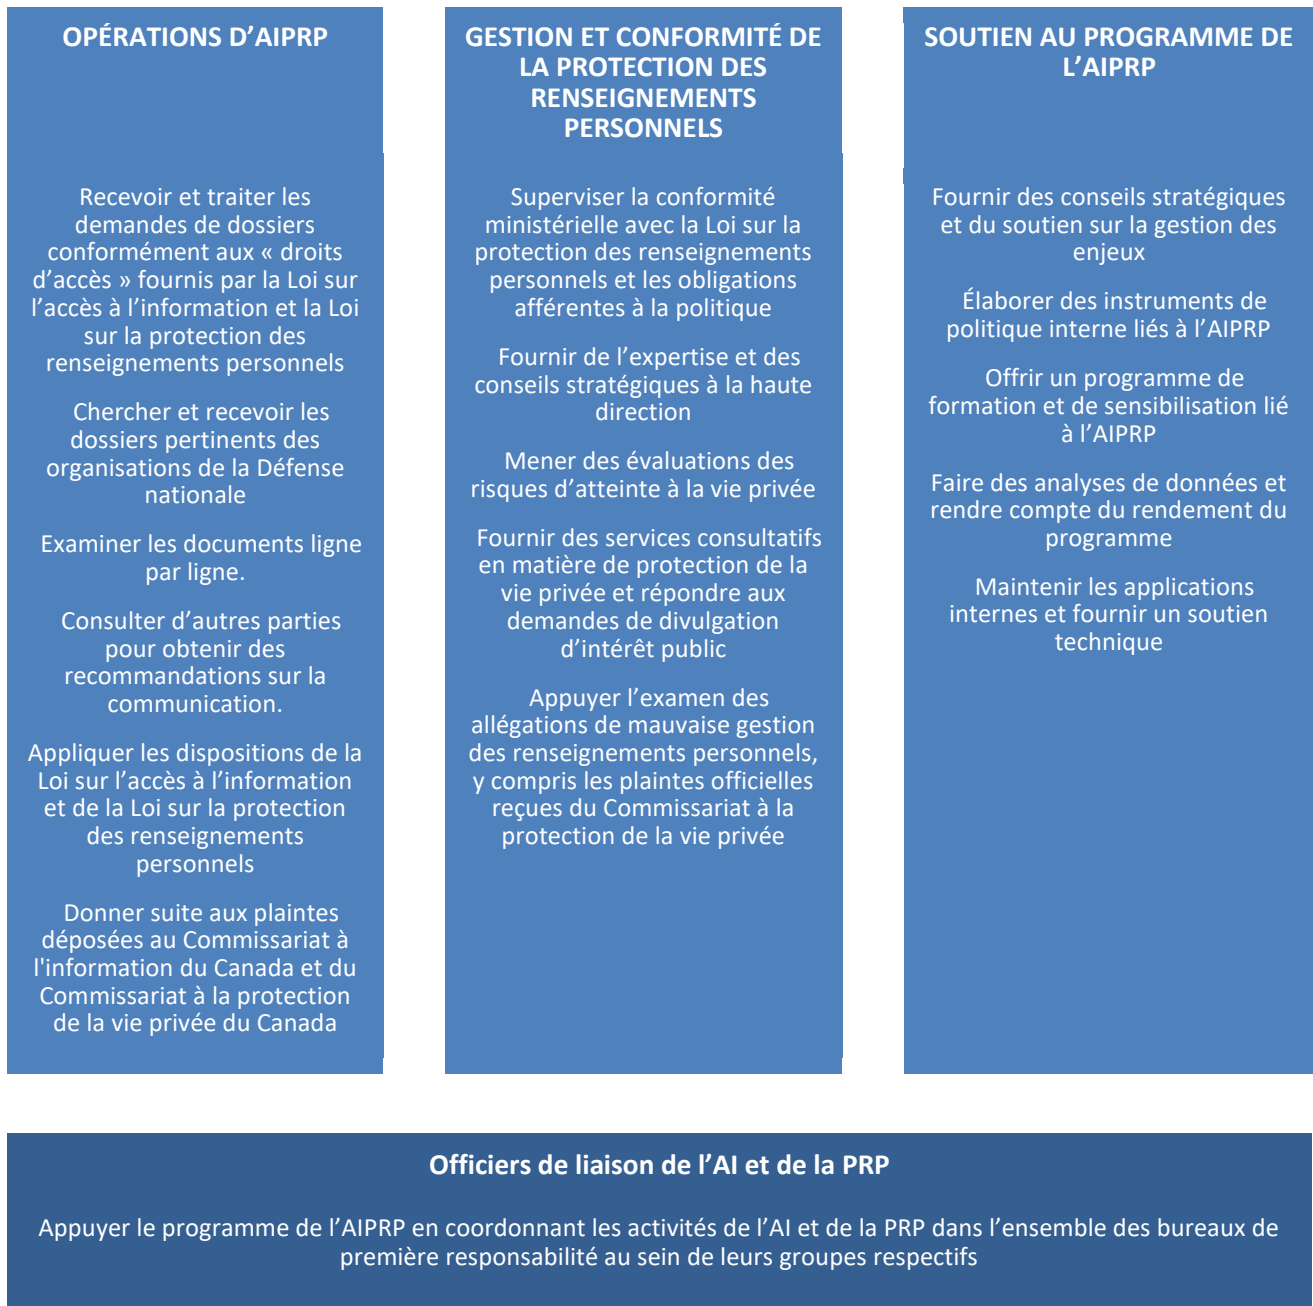 OPÉRATIONS D’AIPRP
Recevoir et traiter les
demandes de dossiers
conformément aux « droits
d’accès » fournis par la Loi sur
l’accès à l’information et la Loi
sur la protection des
renseignements personnels
Chercher et recevoir les
dossiers pertinents des
organisations de la Défense
nationale
Examiner les documents ligne
par ligne.
Consulter d’autres parties
pour obtenir des
recommandations sur la
communication.
Appliquer les dispositions de la
Loi sur l’accès à l’information
et de la Loi sur la protection
des renseignements
personnels
Donner suite aux plaintes
déposées au Commissariat à
l'information du Canada et du
Commissariat à la protection
de la vie privée du Canada
GESTION ET CONFORMITÉ DE
LA PROTECTION DES
RENSEIGNEMENTS
PERSONNELS
Superviser la conformité
ministérielle avec la Loi sur la
protection des renseignements
personnels et les obligations
afférentes à la politique
Fournir de l’expertise et des
conseils stratégiques à la haute
direction
Mener des évaluations des
risques d’atteinte à la vie privée
Fournir des services consultatifs
en matière de protection de la
vie privée et répondre aux
demandes de divulgation
d’intérêt public
Appuyer l’examen des
allégations de mauvaise gestion
des renseignements personnels,
y compris les plaintes officielles
reçues du Commissariat à la
protection de la vie privée
SOUTIEN AU PROGRAMME DE
L’AIPRP
Fournir des conseils stratégiques
et du soutien sur la gestion des
enjeux
Élaborer des instruments de
politique interne liés à l’AIPRP
Offrir un programme de
formation et de sensibilisation lié
à l’AIPRP
Faire des analyses de données et
rendre compte du rendement du
programme
Maintenir les applications
internes et fournir un soutien
technique
Officiers de liaison de l’AI et de la PRP
Appuyer le programme de l’AIPRP en coordonnant les activités de l’AI et de la PRP dans l’ensemble des bureaux de
première responsabilité au sein de leurs groupes respectifs